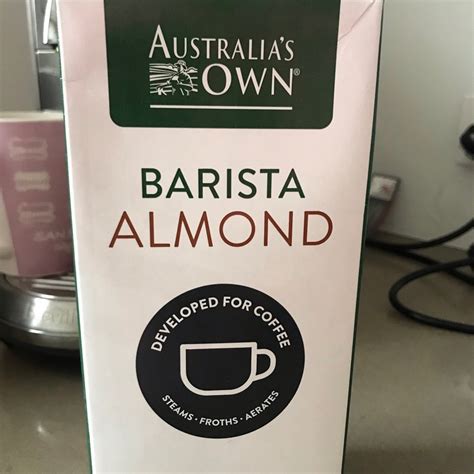 AUSTRALIA'S
OWN®
BARISTA
ALMOND
DEVELOPED FOR COFFEE
STEAMS · FROTHS · AERATES